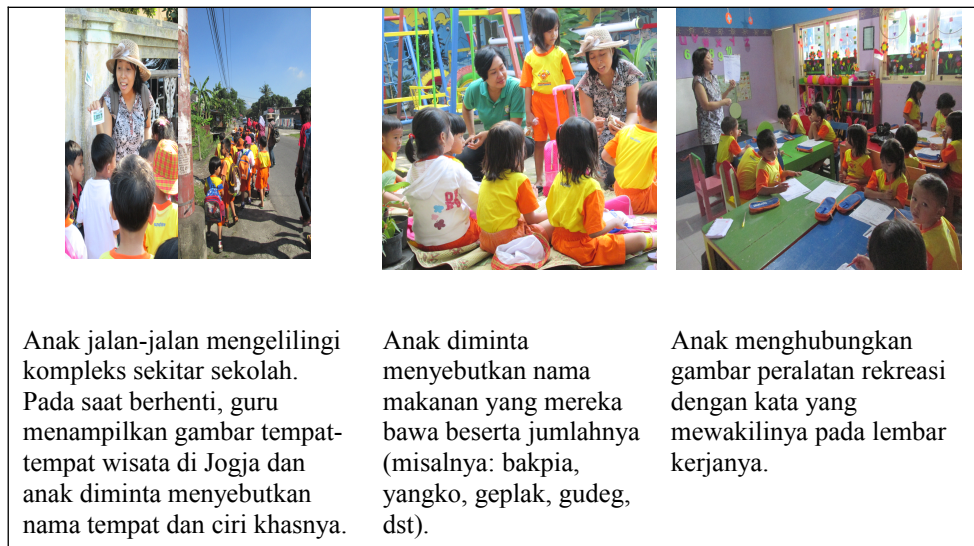 Anak jalan-jalan mengelilingi
kompleks sekitar sekolah.
Pada saat berhenti, guru
menampilkan gambar tempat-
tempat wisata di Jogja dan
anak diminta menyebutkan
nama tempat dan ciri khasnya.
Anak diminta
menyebutkan nama
makanan yang mereka
bawa beserta jumlahnya
(misalnya: bakpia,
yangko, geplak, gudeg,
dst).
Anak menghubungkan
gambar peralatan rekreasi
dengan kata yang
mewakilinya pada lembar
kerjanya.